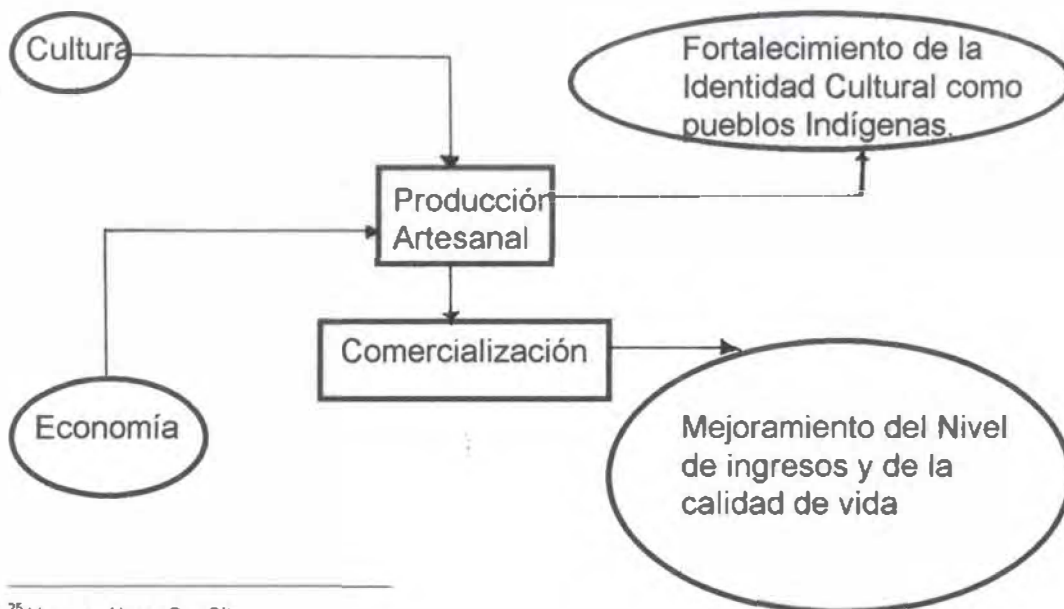 Cultura
Fortalecimiento de la
Identidad Cultural como
pueblos Indígenas.
Producción
Artesanal
Comercialización
Economía
Mejoramiento del Nivel
de ingresos y de la
calidad de vida
25